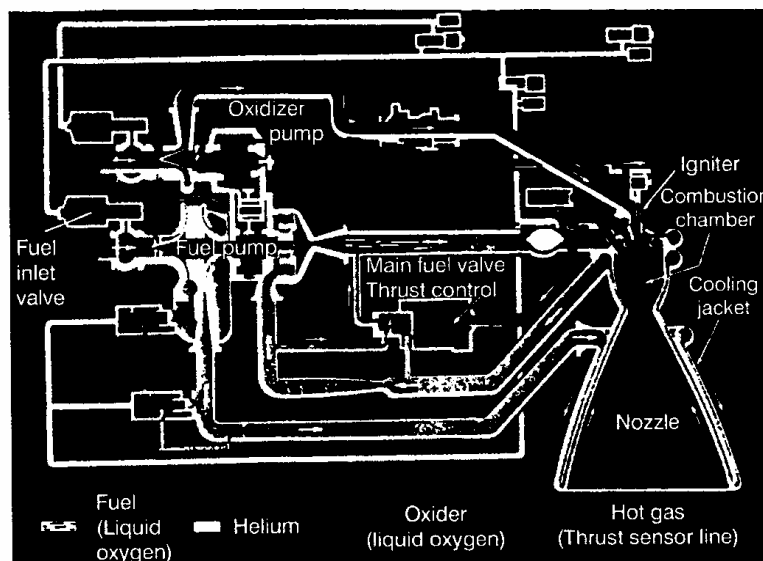 Oxidizer
pump
Igniter
Combustion
chamber
Fuel
inlet
valve
Fuel pump
Main fuel valve
Thrust control
Cooling
jacket
Nozzle
Fuel
(Liquid
oxygen)
Helium
Oxider
(liquid oxygen)
Hot gas
(Thrust sensor line)